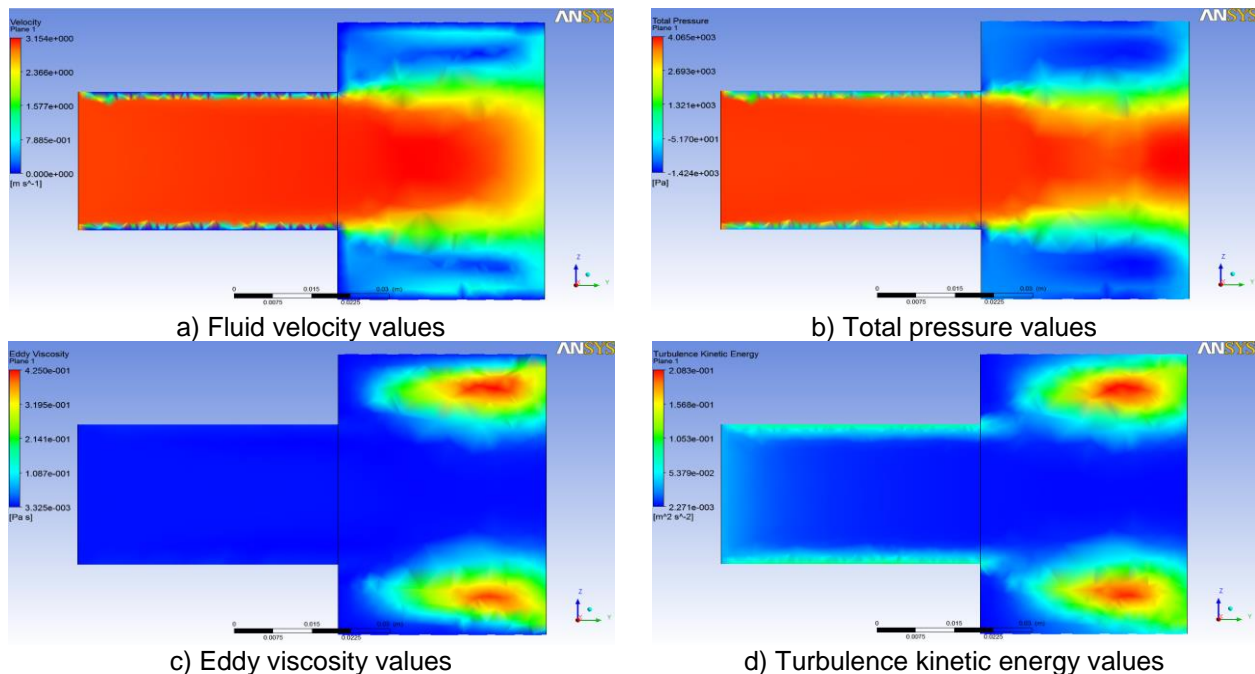 Velocity
Plane 1
3.154e+000
2.366e+000
1.577e+000
7.885e-001
0.000e+000
[m s^-1]
ANSYS
0 0.015 0.03 (m)
0.0075 0.0225
Z
Y
a) Fluid velocity values
Total Pressure
Plane 1
4.065e+003
2.693e+003
1.321e+003
-5.170e+001
-1.424e+003
[Pa]
ANSYS
0 0.015 0.03 (m)
0.0075 0.0225
Z
Y
b) Total pressure values
Eddy Viscosity
Plane 1
4.250e-001
3.195e-001
2.141e-001
1.087e-001
3.325e-003
[Pa s]
ANSYS
0 0.015 0.03 (m)
0.0075 0.0225
Z
Y
c) Eddy viscosity values
Turbulence Kinetic Energy
Plane 1
2.083e-001
1.568e-001
1.053e-001
5.379e-002
2.271e-003
[m^2 s^-2]
ANSYS
0 0.015 0.03 (m)
0.0075 0.0225
Z
Y
d) Turbulence kinetic energy values